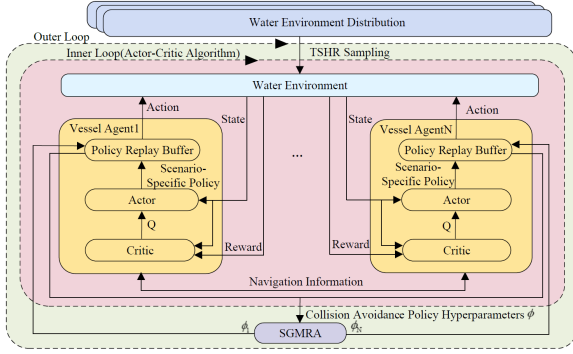 Water Environment Distribution
Outer Loop
Inner Loop(Actor-Critic Algorithm)
TSHR Sampling
Water Environment
Action
State
State
Action
Vessel Agent1
Policy Replay Buffer
Scenario-
Specific Policy
Actor
Q
Critic
Reward
...
Vessel AgentN
Policy Replay Buffer
Scenario-
Specific Policy
Actor
Q
Critic
Reward
Navigation Information
Collision Avoidance Policy Hyperparameters ϕ
ϕ1
SGMRA
ϕN